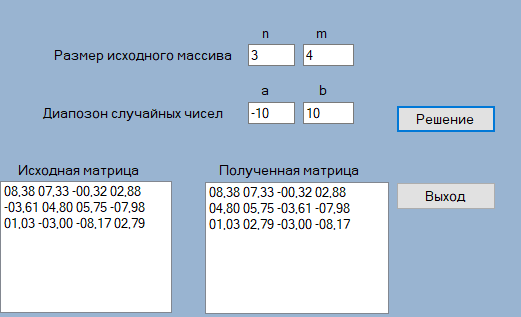 n m
Размер исходного массива 3 4
a b
Диапозон случайных чисел -10 10
Решение
Исходная матрица Полученная матрица
08,38 07,33 -00,32 02,88 08,38 07,33 -00,32 02,88
-03,61 04,80 05,75 -07,98 04,80 05,75 -03,61 -07,98
01,03 -03,00 -08,17 02,79 01,03 02,79 -03,00 -08,17
Выход